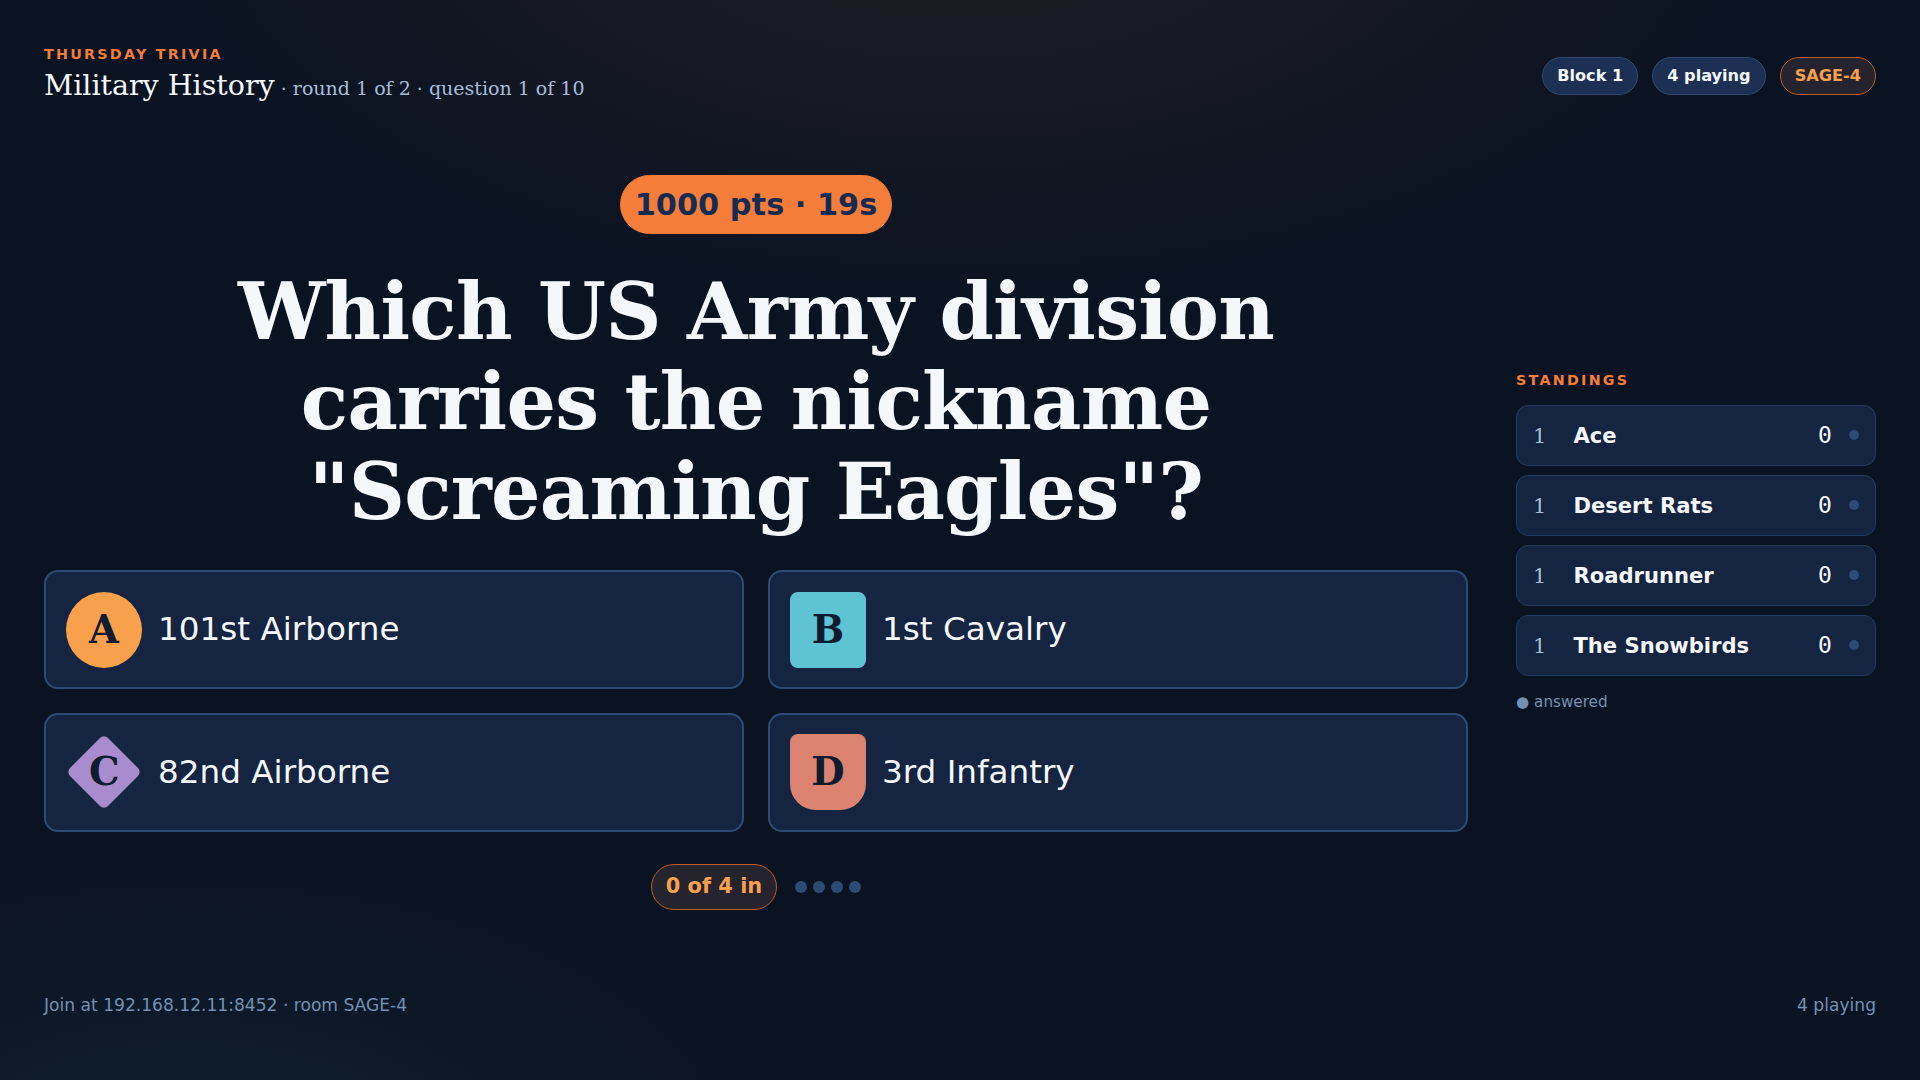 THURSDAY TRIVIA
Military History · round 1 of 2 · question 1 of 10
Block 1
4 playing
SAGE-4
1000 pts · 19s
Which US Army division
carries the nickname
"Screaming Eagles"?
A 101st Airborne
B 1st Cavalry
C 82nd Airborne
D 3rd Infantry
0 of 4 in
STANDINGS
1 Ace 0
1 Desert Rats 0
1 Roadrunner 0
1 The Snowbirds 0
answered
Join at 192.168.12.11:8452 · room SAGE-4
4 playing